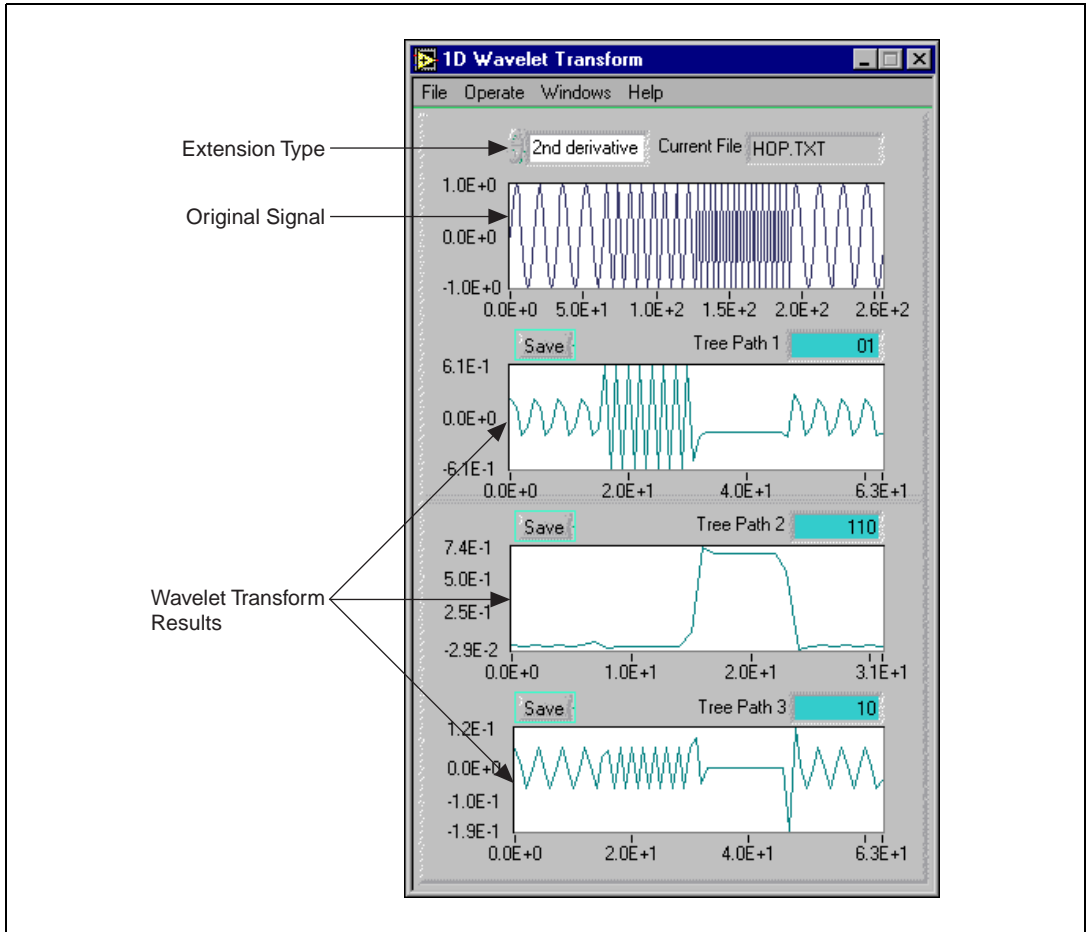 1D Wavelet Transform
File Operate Windows Help
Extension Type
2nd derivative Current File HOP.TXT
Original Signal
1.0E+0
0.0E+0
-1.0E+0
0.0E+0 5.0E+1 1.0E+2 1.5E+2 2.0E+2 2.6E+2
Save Tree Path 1 01
6.1E-1
0.0E+0
-6.1E-1
0.0E+0 2.0E+1 4.0E+1 6.3E+1
Save Tree Path 2 110
7.4E-1
5.0E-1
2.5E-1
-2.9E-2
0.0E+0 1.0E+1 2.0E+1 3.1E+1
Wavelet Transform
Results
Save Tree Path 3 10
1.2E-1
0.0E+0
-1.0E-1
-1.9E-1
0.0E+0 2.0E+1 4.0E+1 6.3E+1